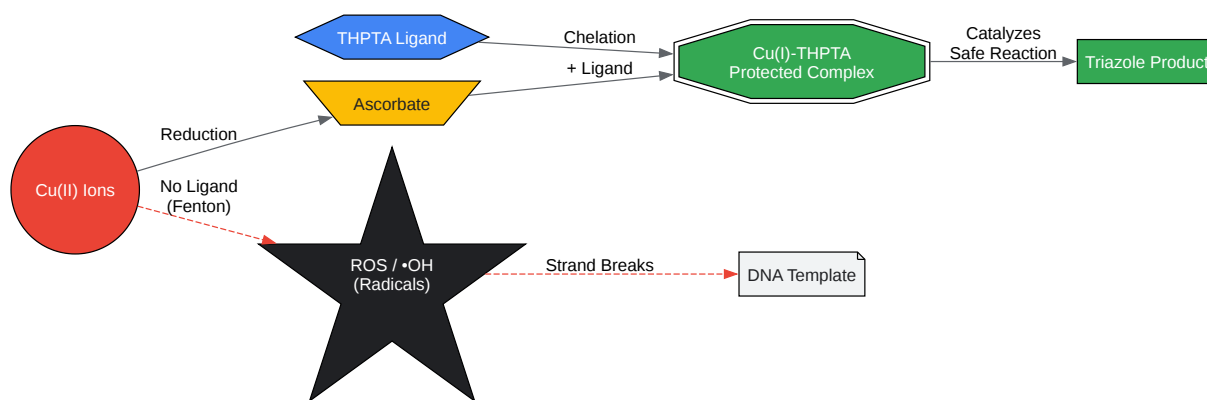 THPTA Ligand
Chelation
Cu(I)-THPTA
Protected Complex
Catalyzes
Safe Reaction
Triazole Product
+ Ligand
Ascorbate
Reduction
Cu(II) Ions
No Ligand
(Fenton)
ROS / •OH
(Radicals)
Strand Breaks
DNA Template